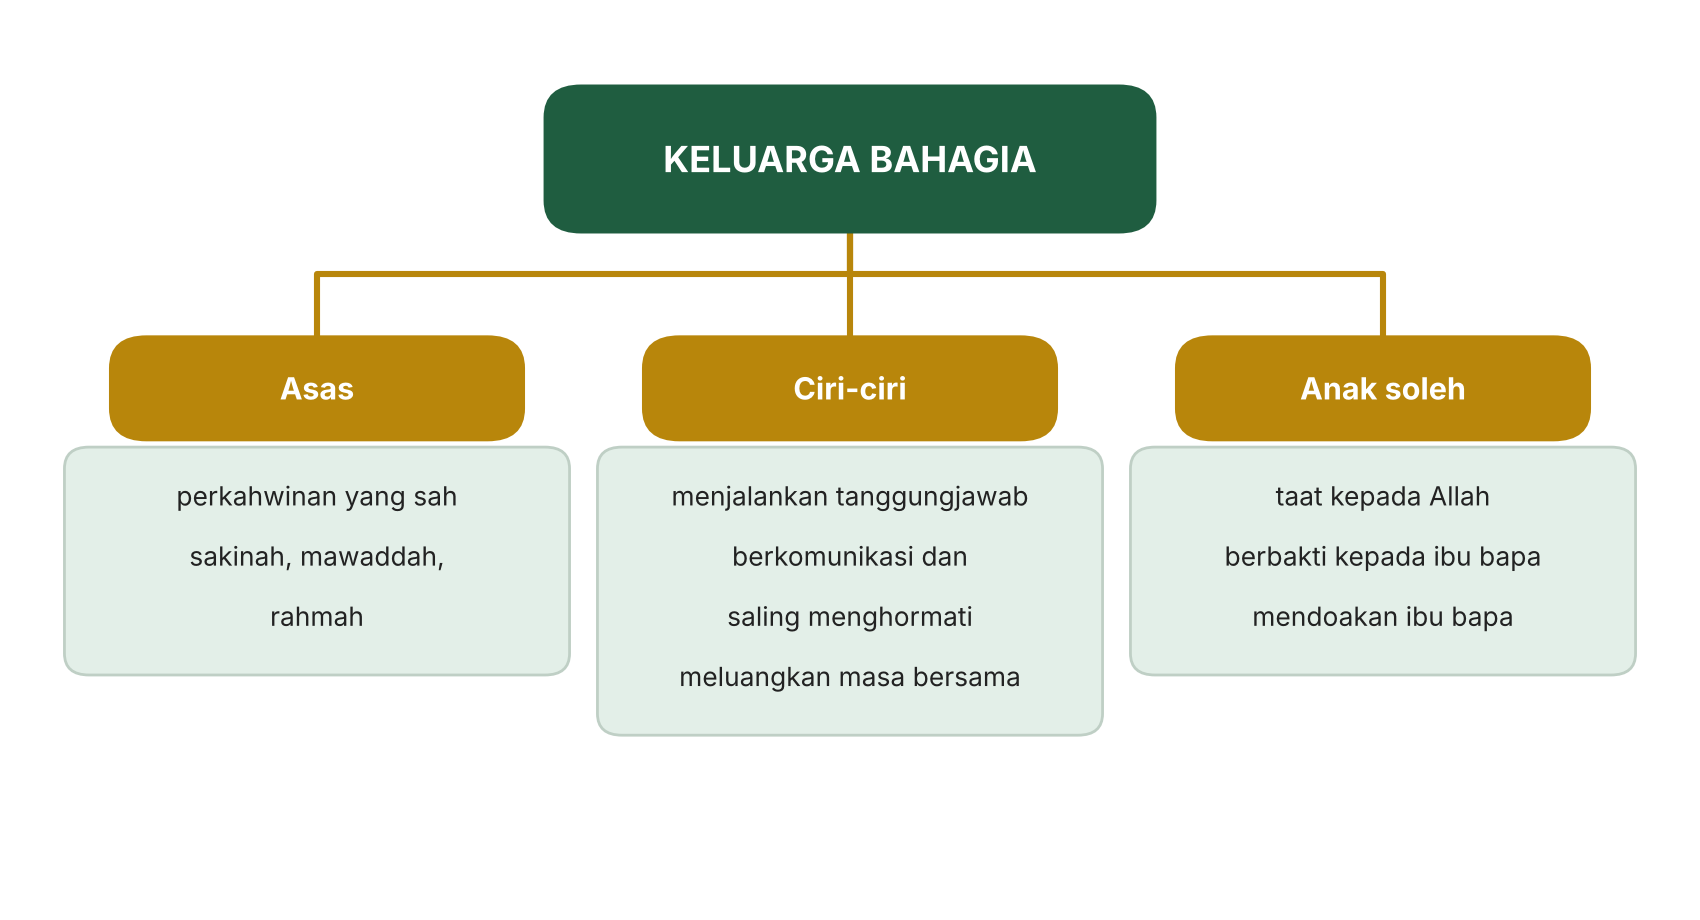 KELUARGA BAHAGIA
Asas
perkahwinan yang sah
sakinah, mawaddah,
rahmah
Ciri-ciri
menjalankan tanggungjawab
berkomunikasi dan
saling menghormati
meluangkan masa bersama
Anak soleh
taat kepada Allah
berbakti kepada ibu bapa
mendoakan ibu bapa